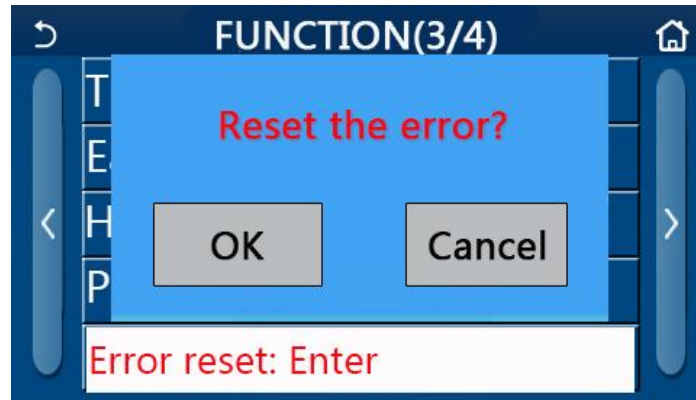 FUNCTION(3/4)
T
Reset the error?
E
H
OK Cancel
P
Error reset: Enter